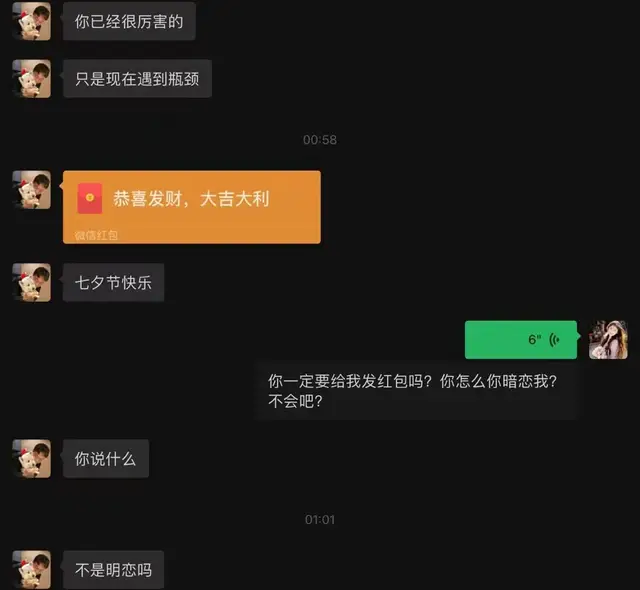 你已经很厉害的
只是现在遇到瓶颈
00:58
恭喜发财，大吉大利
微信红包
七夕节快乐
6"
你一定要给我发红包吗？你怎么你暗恋我？
不会吧？
你说什么
01:01
不是明恋吗